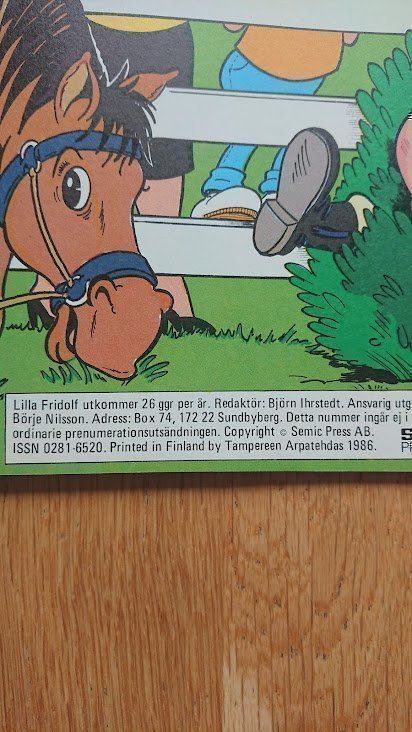 Lilla Fridolf utkommer 26 ggr per år. Redaktör: Björn Ihrstedt. Ansvarig utg
Börje Nilsson. Adress: Box 74, 172 22 Sundbyberg. Detta nummer ingår ej i
ordinarie prenumerationsutsändningen. Copyright © Semic Press AB.
ISSN 0281-6520. Printed in Finland by Tampereen Arpatehdas 1986.